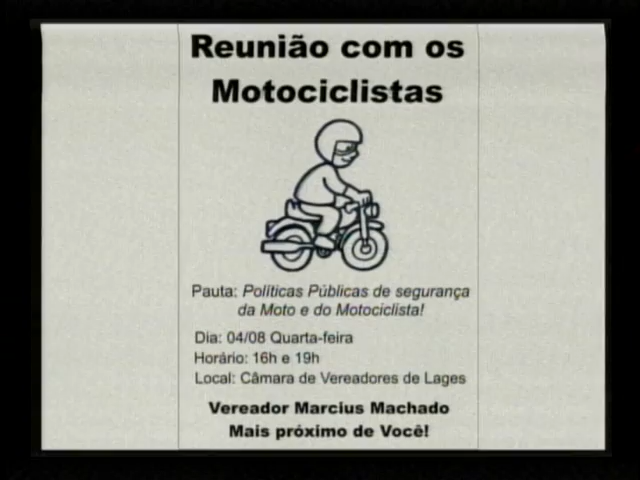 Reunião com os
Motociclistas
Pauta: Políticas Públicas de segurança
da Moto e do Motociclista!
Dia: 04/08 Quarta-feira
Horário: 16h e 19h
Local: Câmara de Vereadores de Lages
Vereador Marcius Machado
Mais próximo de Você!